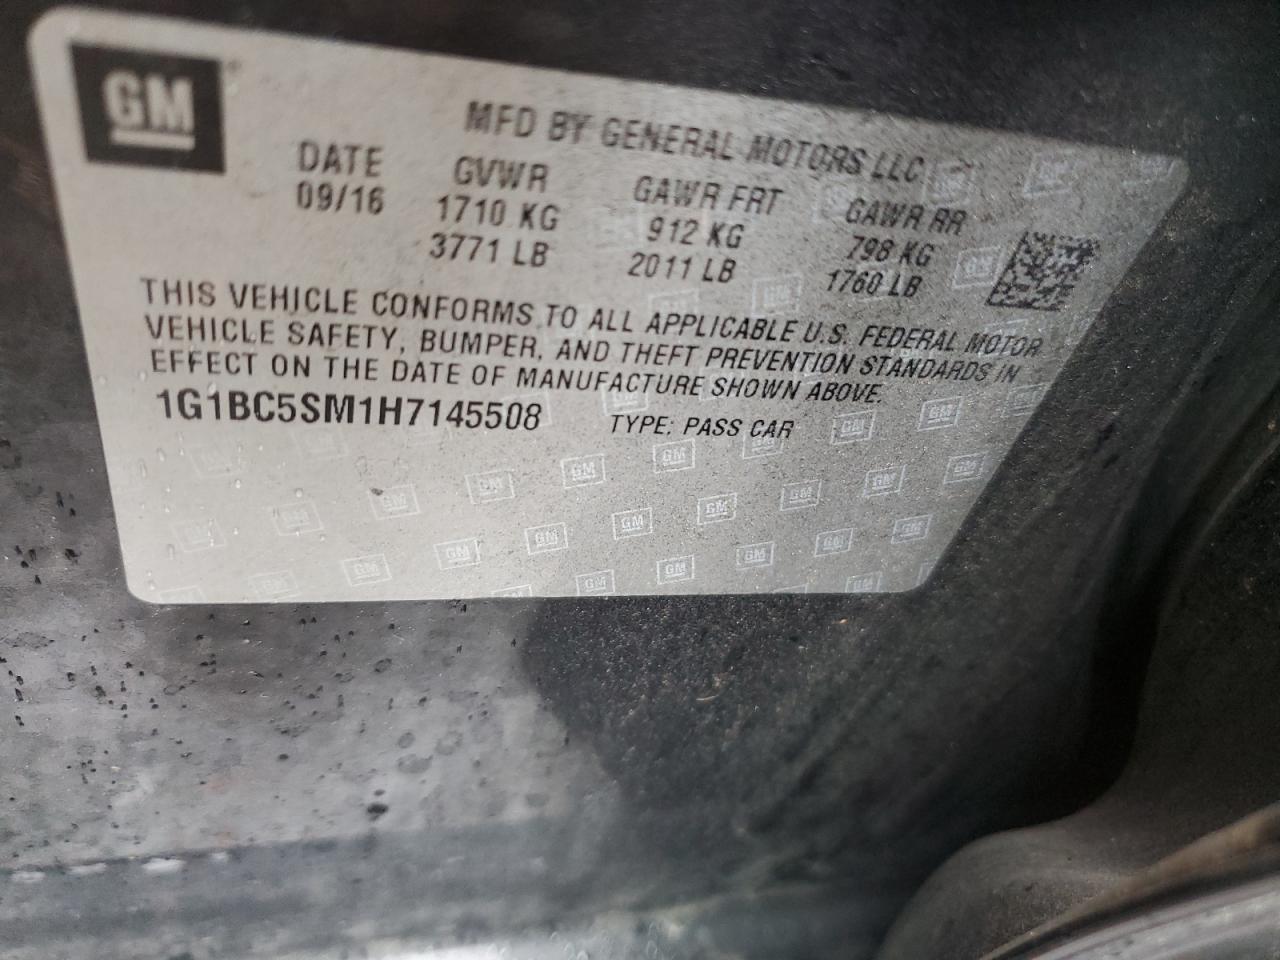 GM
MFD BY GENERAL MOTORS LLC
DATE GVWR GAWR FRT GAWR RR
09/16 1710 KG 912 KG 798 KG
3771 LB 2011 LB 1760 LB
THIS VEHICLE CONFORMS TO ALL APPLICABLE U.S. FEDERAL MOTOR
VEHICLE SAFETY, BUMPER, AND THEFT PREVENTION STANDARDS IN
EFFECT ON THE DATE OF MANUFACTURE SHOWN ABOVE.
1G1BC5SM1H7145508 TYPE: PASS CAR